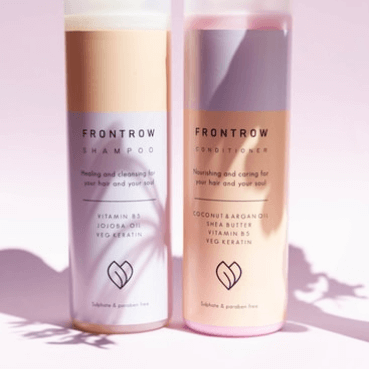 FRONTROW
SHAMPOO
Healing and cleansing for
your hair and your soul
VITAMIN B5
JOJOBA OIL
VEG KERATIN
Sulphate & paraben free
FRONTROW
CONDITIONER
Nourishing and caring for
your hair and your soul
COCONUT & ARGAN OIL
SHEA BUTTER
VITAMIN B5
VEG KERATIN
Sulphate & paraben free